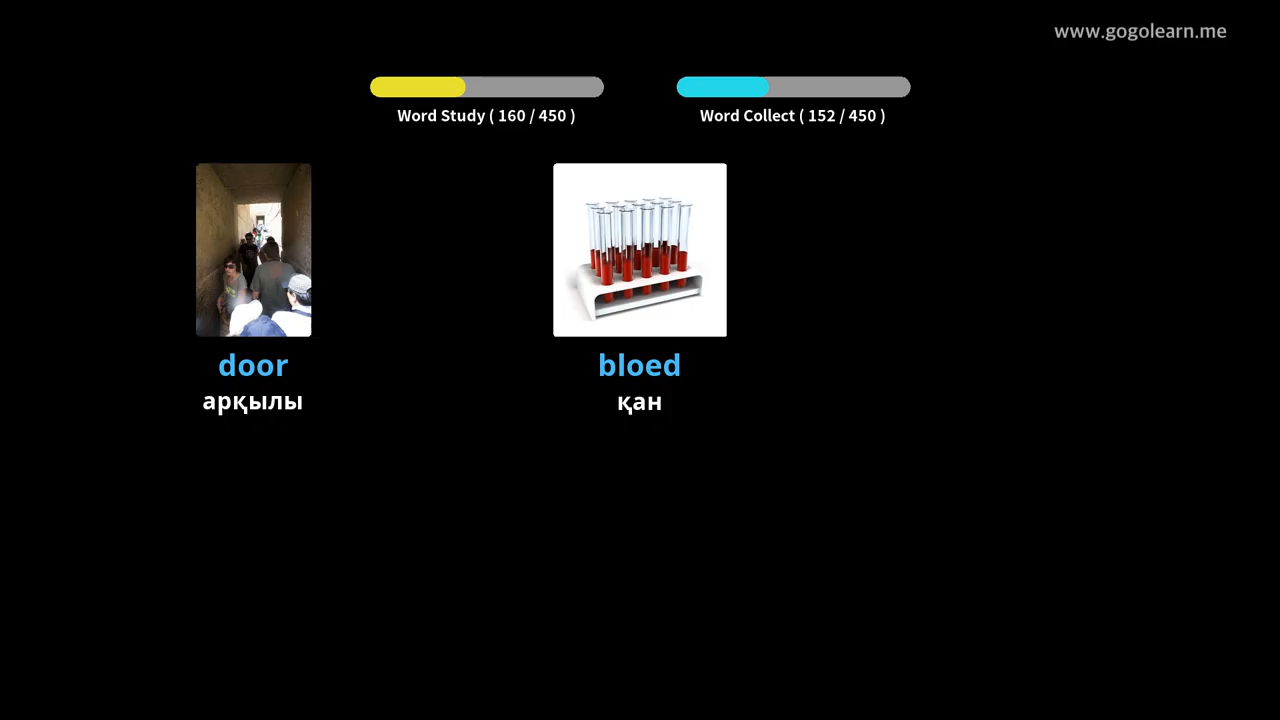 www.gogolearn.me
Word Study ( 160 / 450 )
Word Collect ( 152 / 450 )
door
арқылы
bloed
қан